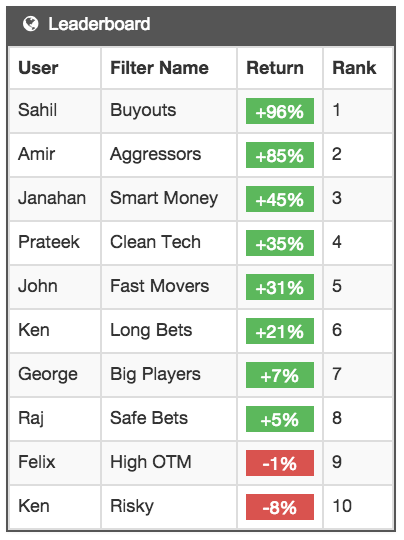 Leaderboard
User Filter Name Return Rank
Sahil Buyouts +96% 1
Amir Aggressors +85% 2
Janahan Smart Money +45% 3
Prateek Clean Tech +35% 4
John Fast Movers +31% 5
Ken Long Bets +21% 6
George Big Players +7% 7
Raj Safe Bets +5% 8
Felix High OTM -1% 9
Ken Risky -8% 10